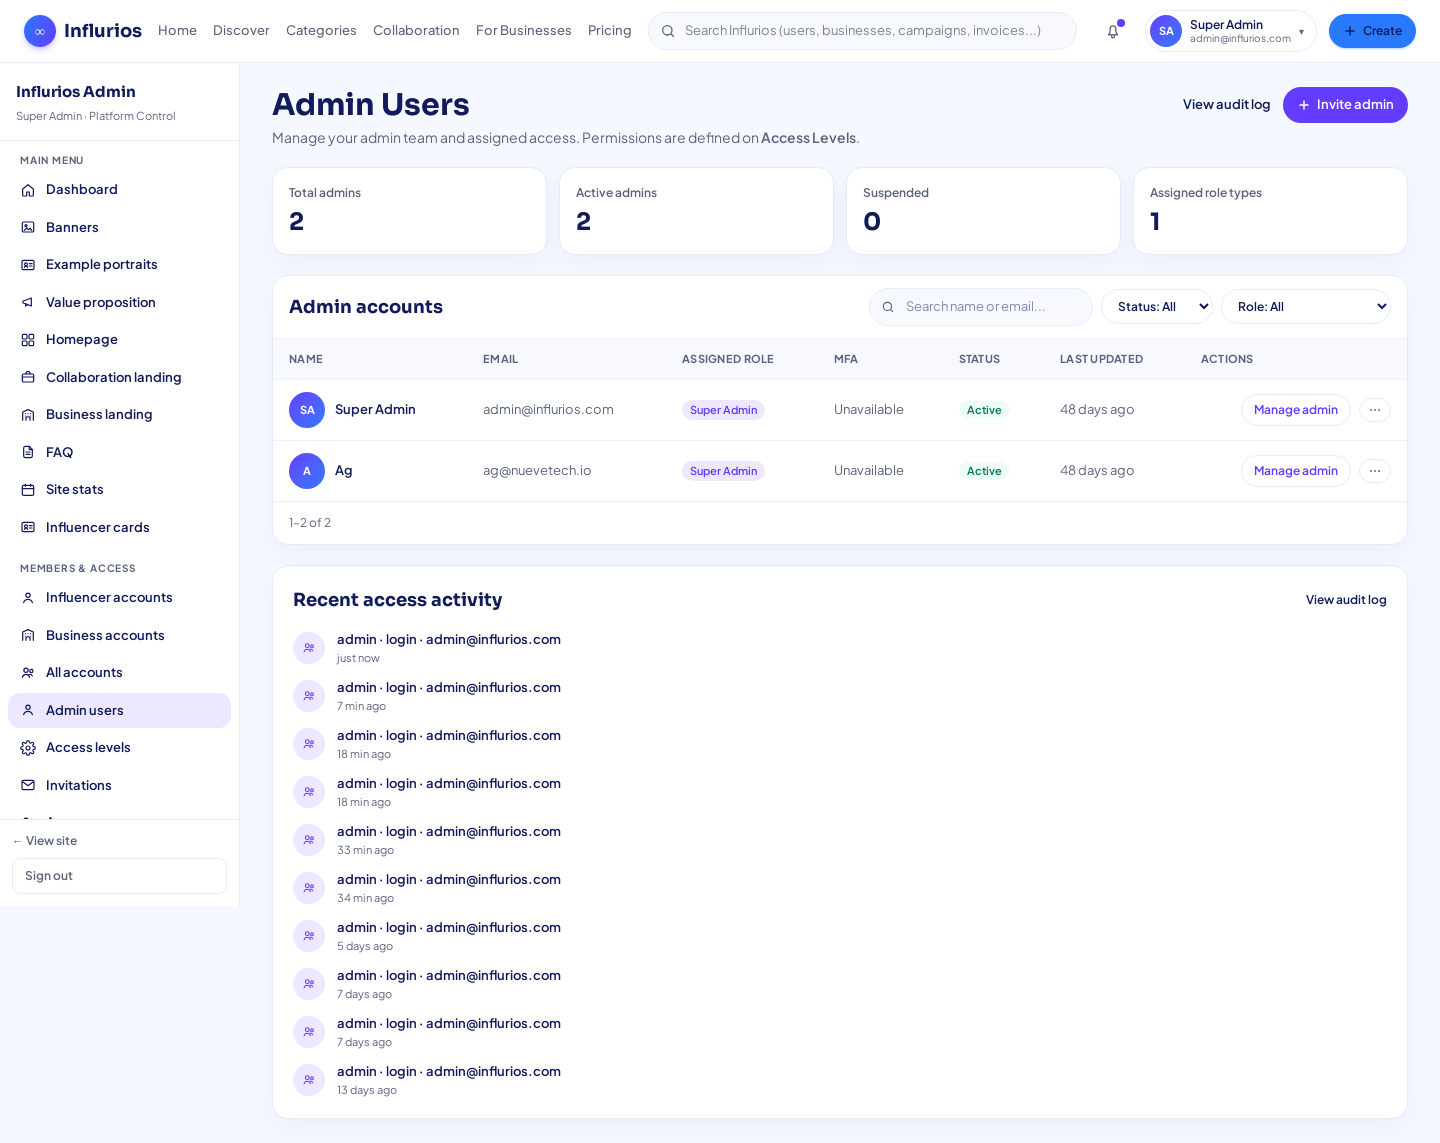 ∞ Influrios Home Discover Categories Collaboration For Businesses Pricing Search Influrios (users, businesses, campaigns, invoices...) SA Super Admin ▾ + Create
admin@influrios.com
Influrios Admin
Super Admin · Platform Control
MAIN MENU
Dashboard
Banners
Example portraits
Value proposition
Homepage
Collaboration landing
Business landing
FAQ
Site stats
Influencer cards
MEMBERS & ACCESS
Influencer accounts
Business accounts
All accounts
Admin users
Access levels
Invitations
← View site
Sign out
Admin Users
View audit log + Invite admin
Manage your admin team and assigned access. Permissions are defined on Access Levels.
Total admins
2
Active admins
2
Suspended
0
Assigned role types
1
Admin accounts Search name or email... Status: All Role: All
NAME EMAIL ASSIGNED ROLE MFA STATUS LAST UPDATED ACTIONS
SA Super Admin admin@influrios.com Super Admin Unavailable Active 48 days ago Manage admin ···
A Ag ag@nuevetech.io Super Admin Unavailable Active 48 days ago Manage admin ···
1–2 of 2
Recent access activity View audit log
admin · login · admin@influrios.com
just now
admin · login · admin@influrios.com
7 min ago
admin · login · admin@influrios.com
18 min ago
admin · login · admin@influrios.com
18 min ago
admin · login · admin@influrios.com
33 min ago
admin · login · admin@influrios.com
34 min ago
admin · login · admin@influrios.com
5 days ago
admin · login · admin@influrios.com
7 days ago
admin · login · admin@influrios.com
7 days ago
admin · login · admin@influrios.com
13 days ago